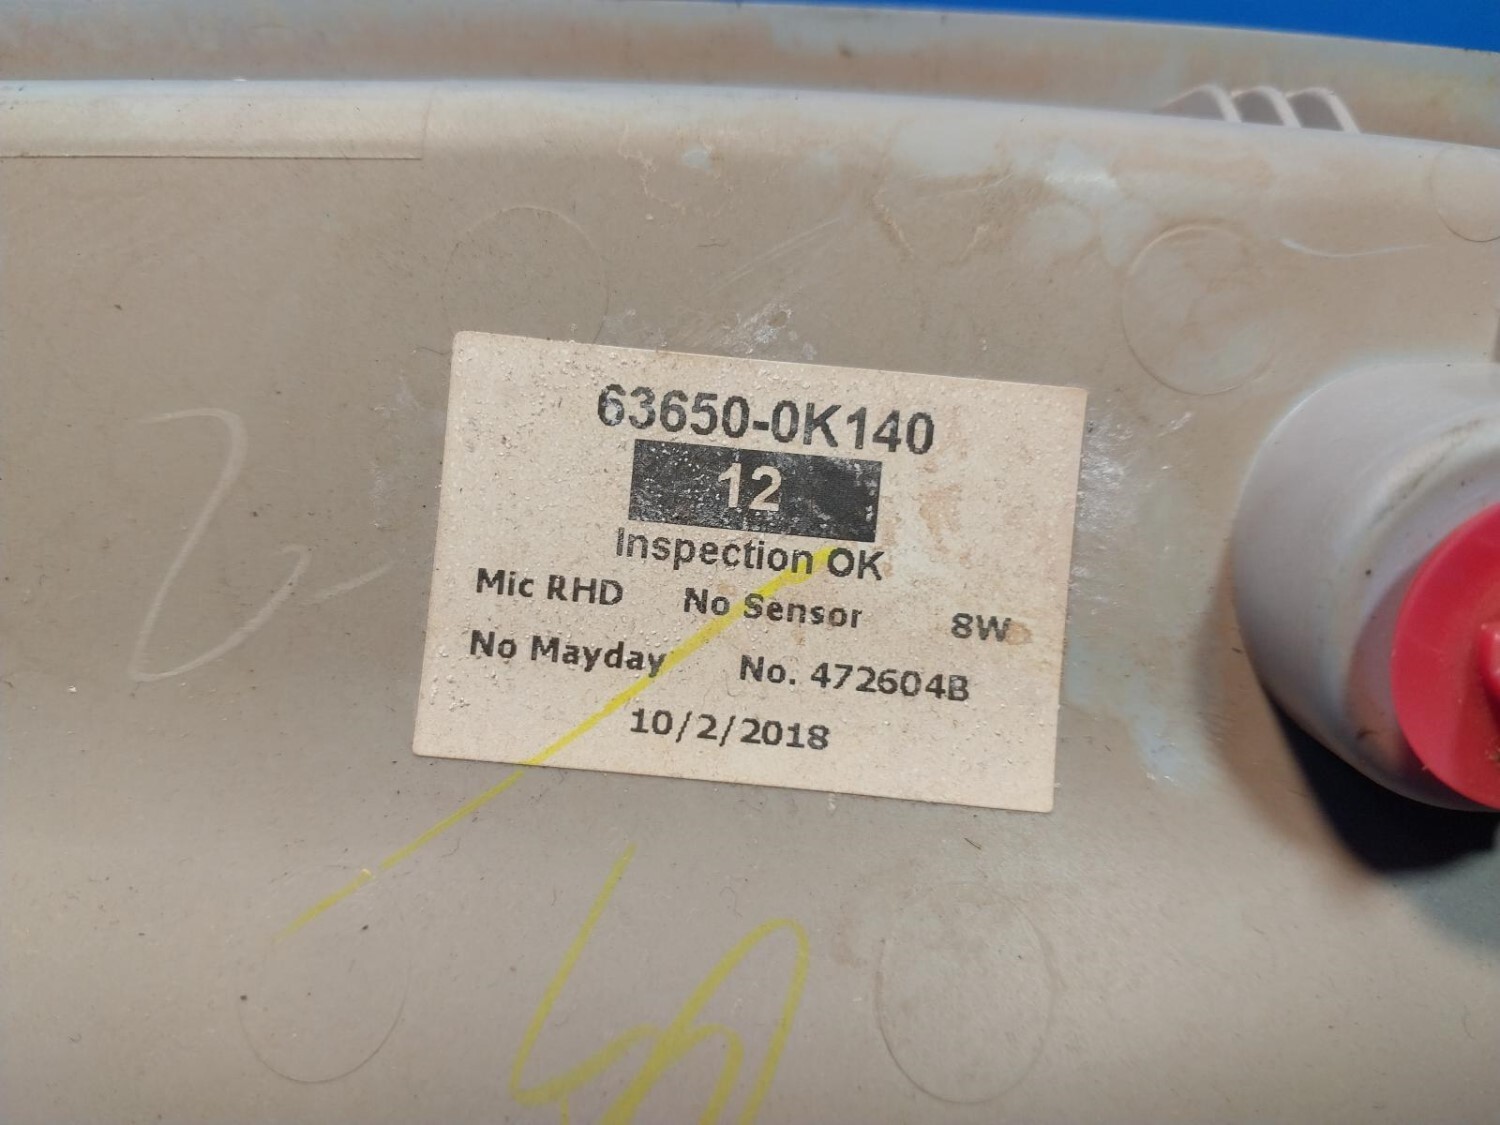 63650-0K140
12
Inspection OK
Mic RHD No Sensor 8W
No Mayday No. 472604B
10/2/2018